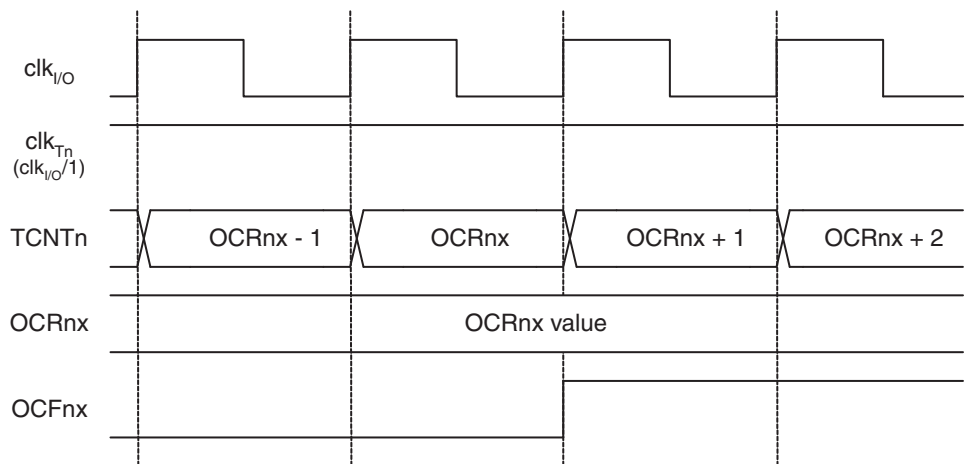 clkI/O
clkTn
(clkI/O/1)
TCNTn OCRnx - 1 OCRnx OCRnx + 1 OCRnx + 2
OCRnx OCRnx value
OCFnx